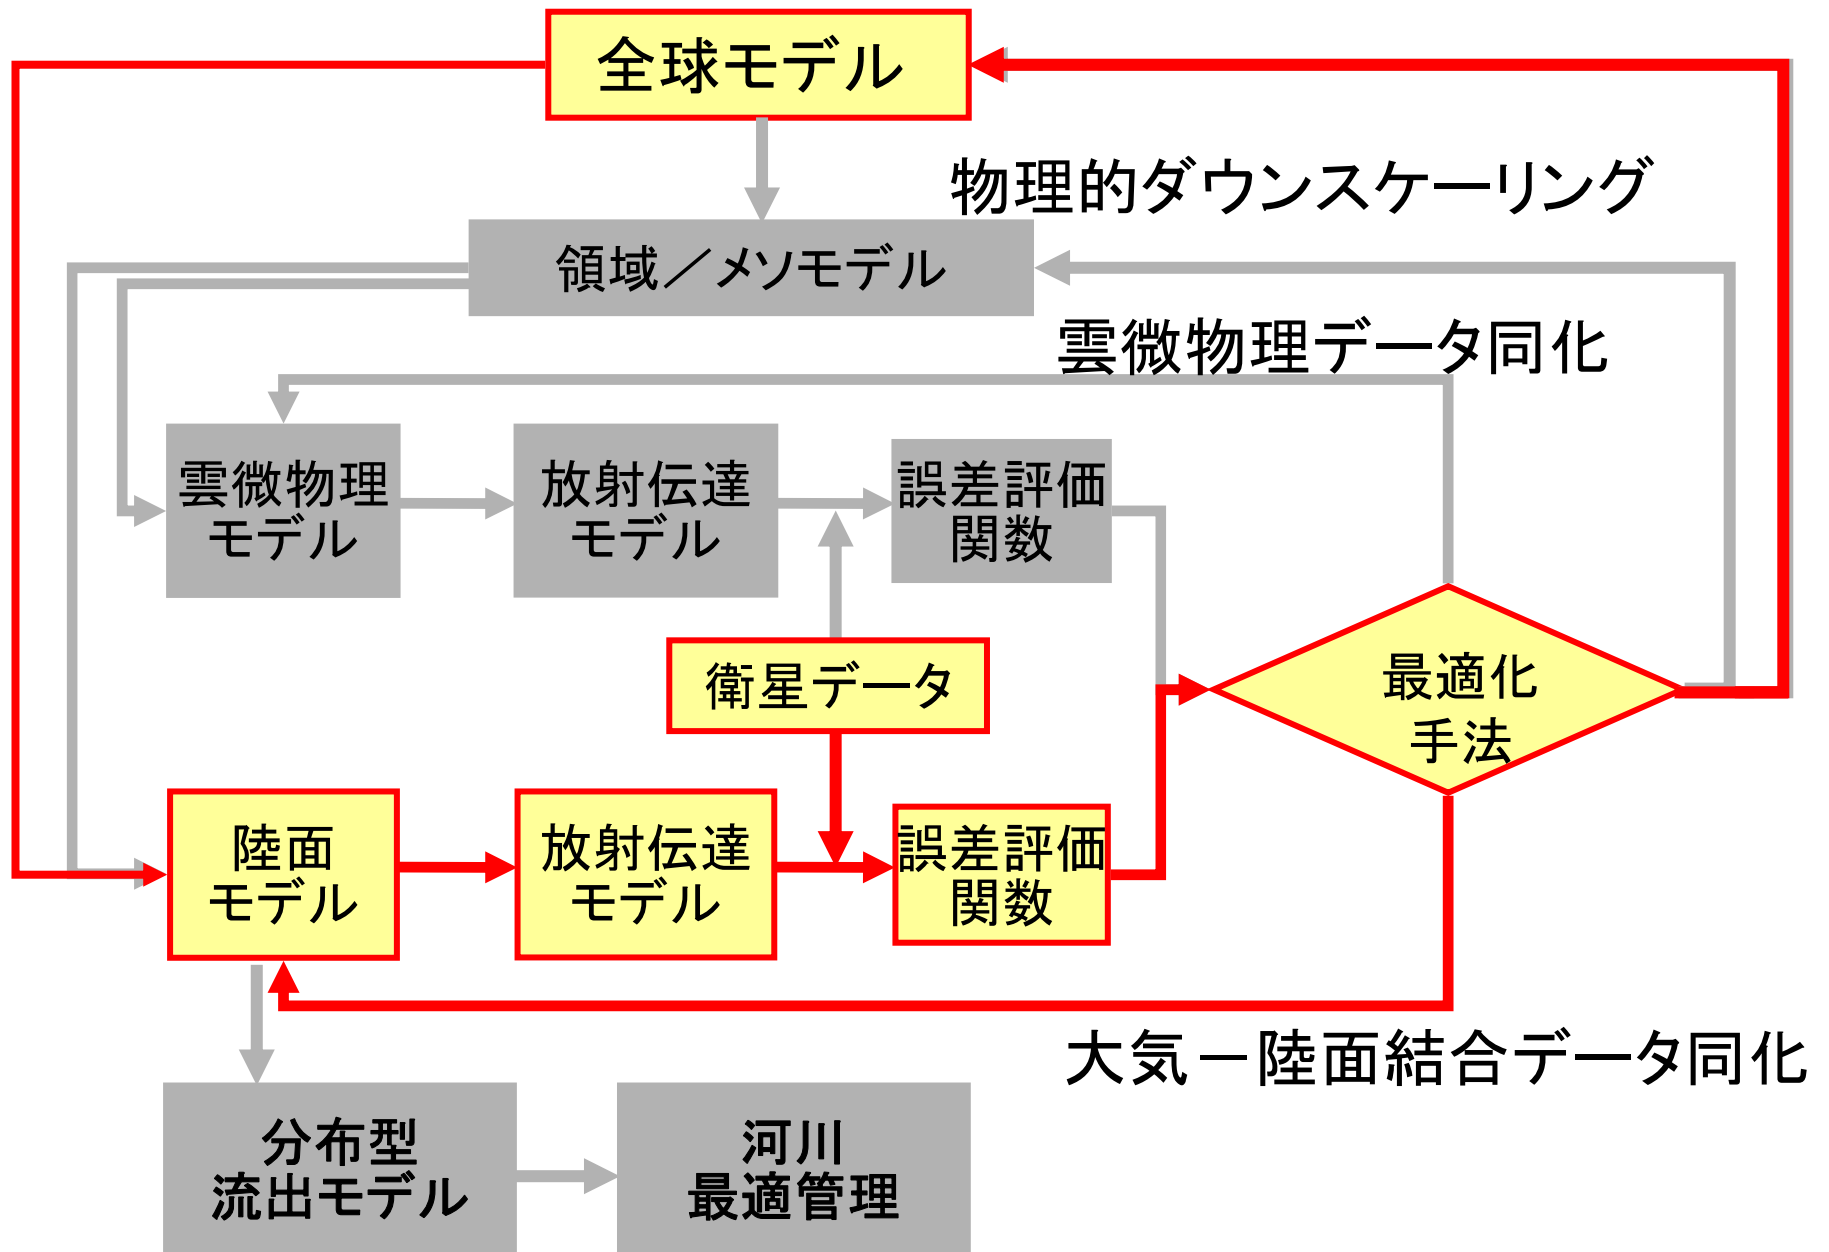 全球モデル
物理的ダウンスケーリング
領域／メソモデル
雲微物理データ同化
雲微物理
モデル
放射伝達
モデル
誤差評価
関数
衛星データ
最適化
手法
陸面
モデル
放射伝達
モデル
誤差評価
関数
大気－陸面結合データ同化
分布型
流出モデル
河川
最適管理